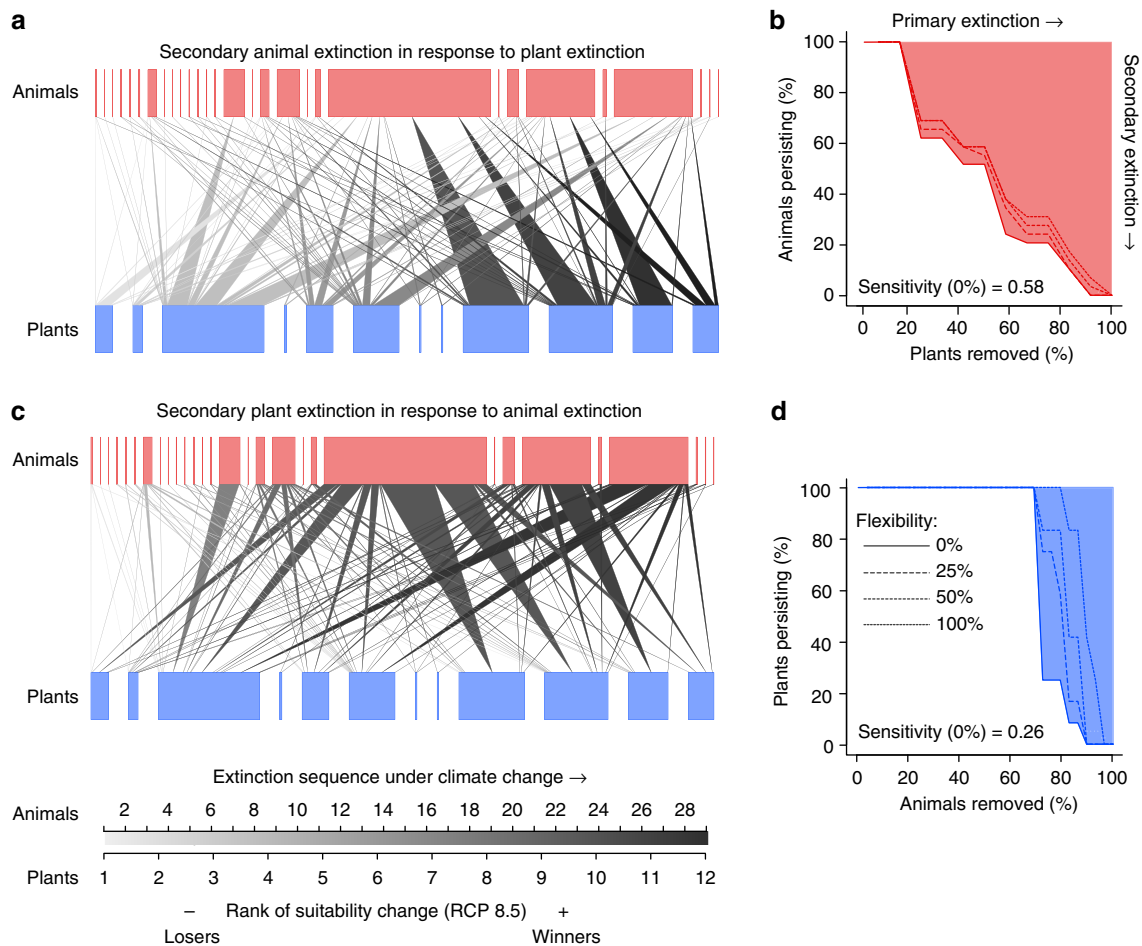 a
Secondary animal extinction in response to plant extinction
Animals
Plants
b
Primary extinction →
Secondary extinction →
Animals persisting (%)
100
80
60
40
20
0
Sensitivity (0%) = 0.58
0 20 40 60 80 100
Plants removed (%)
c
Secondary plant extinction in response to animal extinction
Animals
Plants
d
Plants persisting (%)
100
80
60
40
20
0
Flexibility:
0%
25%
50%
100%
Sensitivity (0%) = 0.26
0 20 40 60 80 100
Animals removed (%)
Extinction sequence under climate change →
Animals 2 4 6 8 10 12 14 16 18 20 22 24 26 28
Plants 1 2 3 4 5 6 7 8 9 10 11 12
– Rank of suitability change (RCP 8.5) +
Losers Winners